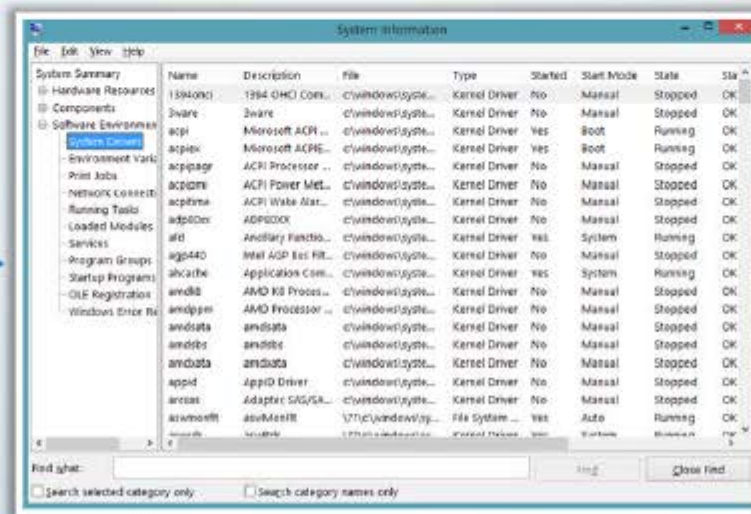 System Information
File Edit View Help
System Summary
Hardware Resources
Components
Software Environmen
System Drivers
Environment Varia
Print Jobs
Network Connecti
Running Tasks
Loaded Modules
Services
Program Groups
Startup Programs
OLE Registration
Windows Error Re
Name Description File Type Started Start Mode State Sta
1394ohci 1394 OHCI Com... c:\windows\syste... Kernel Driver No Manual Stopped OK
3ware 3ware c:\windows\syste... Kernel Driver No Manual Stopped OK
acpi Microsoft ACPI ... c:\windows\syste... Kernel Driver Yes Boot Running OK
acpiex Microsoft ACPIE... c:\windows\syste... Kernel Driver Yes Boot Running OK
acpipagr ACPI Processor ... c:\windows\syste... Kernel Driver No Manual Stopped OK
acpipmi ACPI Power Met... c:\windows\syste... Kernel Driver No Manual Stopped OK
acpitime ACPI Wake Alar... c:\windows\syste... Kernel Driver No Manual Stopped OK
adp80xx ADP80XX c:\windows\syste... Kernel Driver No Manual Stopped OK
afd Ancillary Functio... c:\windows\syste... Kernel Driver Yes System Running OK
agp440 Intel AGP Bus Filt... c:\windows\syste... Kernel Driver No Manual Stopped OK
ahcache Application Com... c:\windows\syste... Kernel Driver Yes System Running OK
amdk8 AMD K8 Proces... c:\windows\syste... Kernel Driver No Manual Stopped OK
amdppm AMD Processor ... c:\windows\syste... Kernel Driver No Manual Stopped OK
amdsata amdsata c:\windows\syste... Kernel Driver No Manual Stopped OK
amdsbs amdsbs c:\windows\syste... Kernel Driver No Manual Stopped OK
amdxata amdxata c:\windows\syste... Kernel Driver No Manual Stopped OK
appid AppID Driver c:\windows\syste... Kernel Driver No Manual Stopped OK
arcsas Adaptec SAS/SA... c:\windows\syste... Kernel Driver No Manual Stopped OK
aswmonflt aswMonFlt \??\c:\windows\sy... File System ... Yes Auto Running OK
Find what: Find Close Find
Search selected category only Search category names only